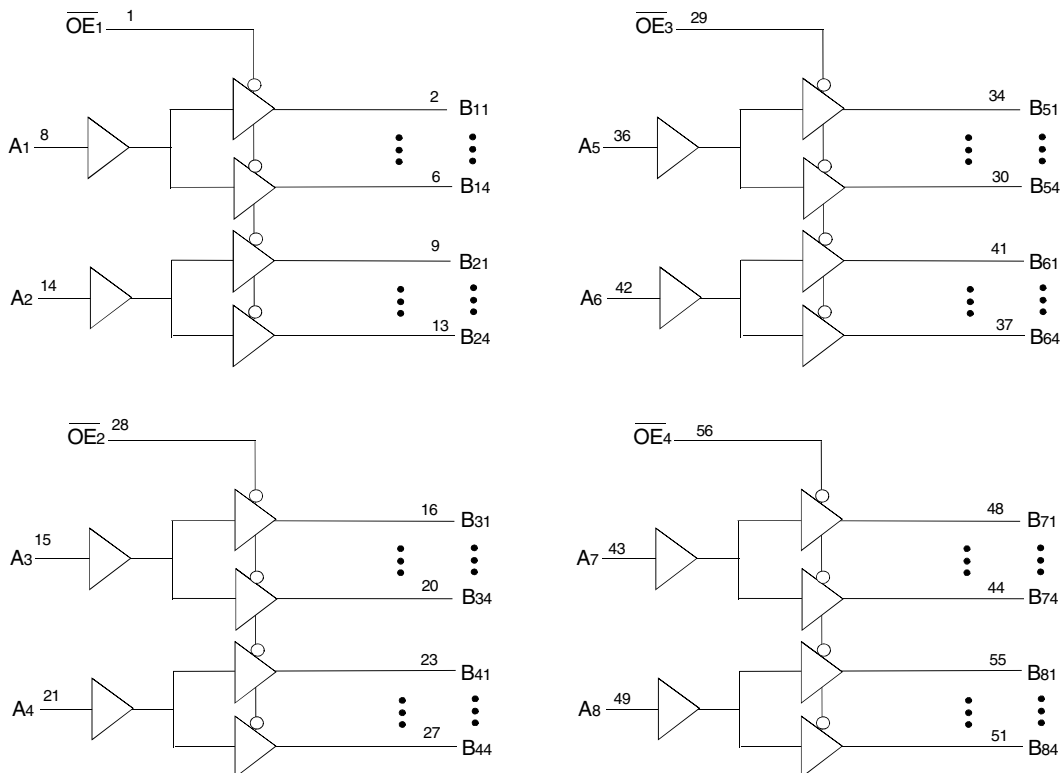 OE1 1
2 B11
A1 8
6 B14
9 B21
A2 14
13 B24
OE3 29
34 B51
A5 36
30 B54
41 B61
A6 42
37 B64
OE2 28
16 B31
A3 15
20 B34
23 B41
A4 21
27 B44
OE4 56
48 B71
A7 43
44 B74
55 B81
A8 49
51 B84